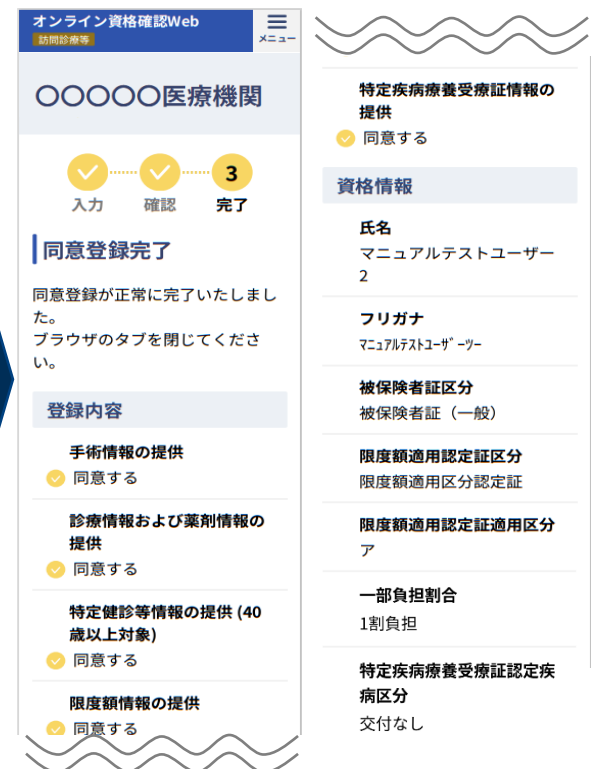 オンライン資格確認Web
訪問診療等
メニュー
〇〇〇〇〇医療機関
3
入力
確認
完了
同意登録完了
同意登録が正常に完了いたしまし
た。
ブラウザのタブを閉じてくださ
い。
登録内容
手術情報の提供
同意する
診療情報および薬剤情報の
提供
同意する
特定健診等情報の提供 (40
歳以上対象)
同意する
限度額情報の提供
同意する
特定疾病療養受療証情報の
提供
同意する
資格情報
氏名
マニュアルテストユーザー
2
フリガナ
ﾏﾆｭｱﾙﾃｽﾄﾕｰｻﾞｰﾂｰ
被保険者証区分
被保険者証（一般）
限度額適用認定証区分
限度額適用区分認定証
限度額適用認定証適用区分
ア
一部負担割合
1割負担
特定疾病療養受療証認定疾
病区分
交付なし